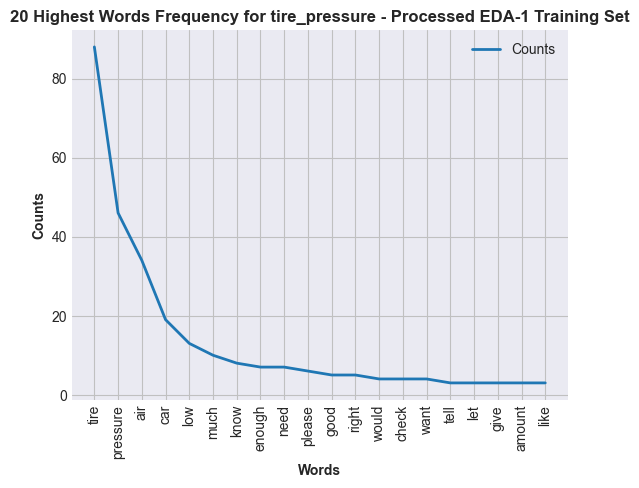 20 Highest Words Frequency for tire_pressure - Processed EDA-1 Training Set
Counts
80
60
40
20
0
Counts
tire
pressure
air
car
low
much
know
enough
need
please
good
right
would
check
want
tell
let
give
amount
like
Words